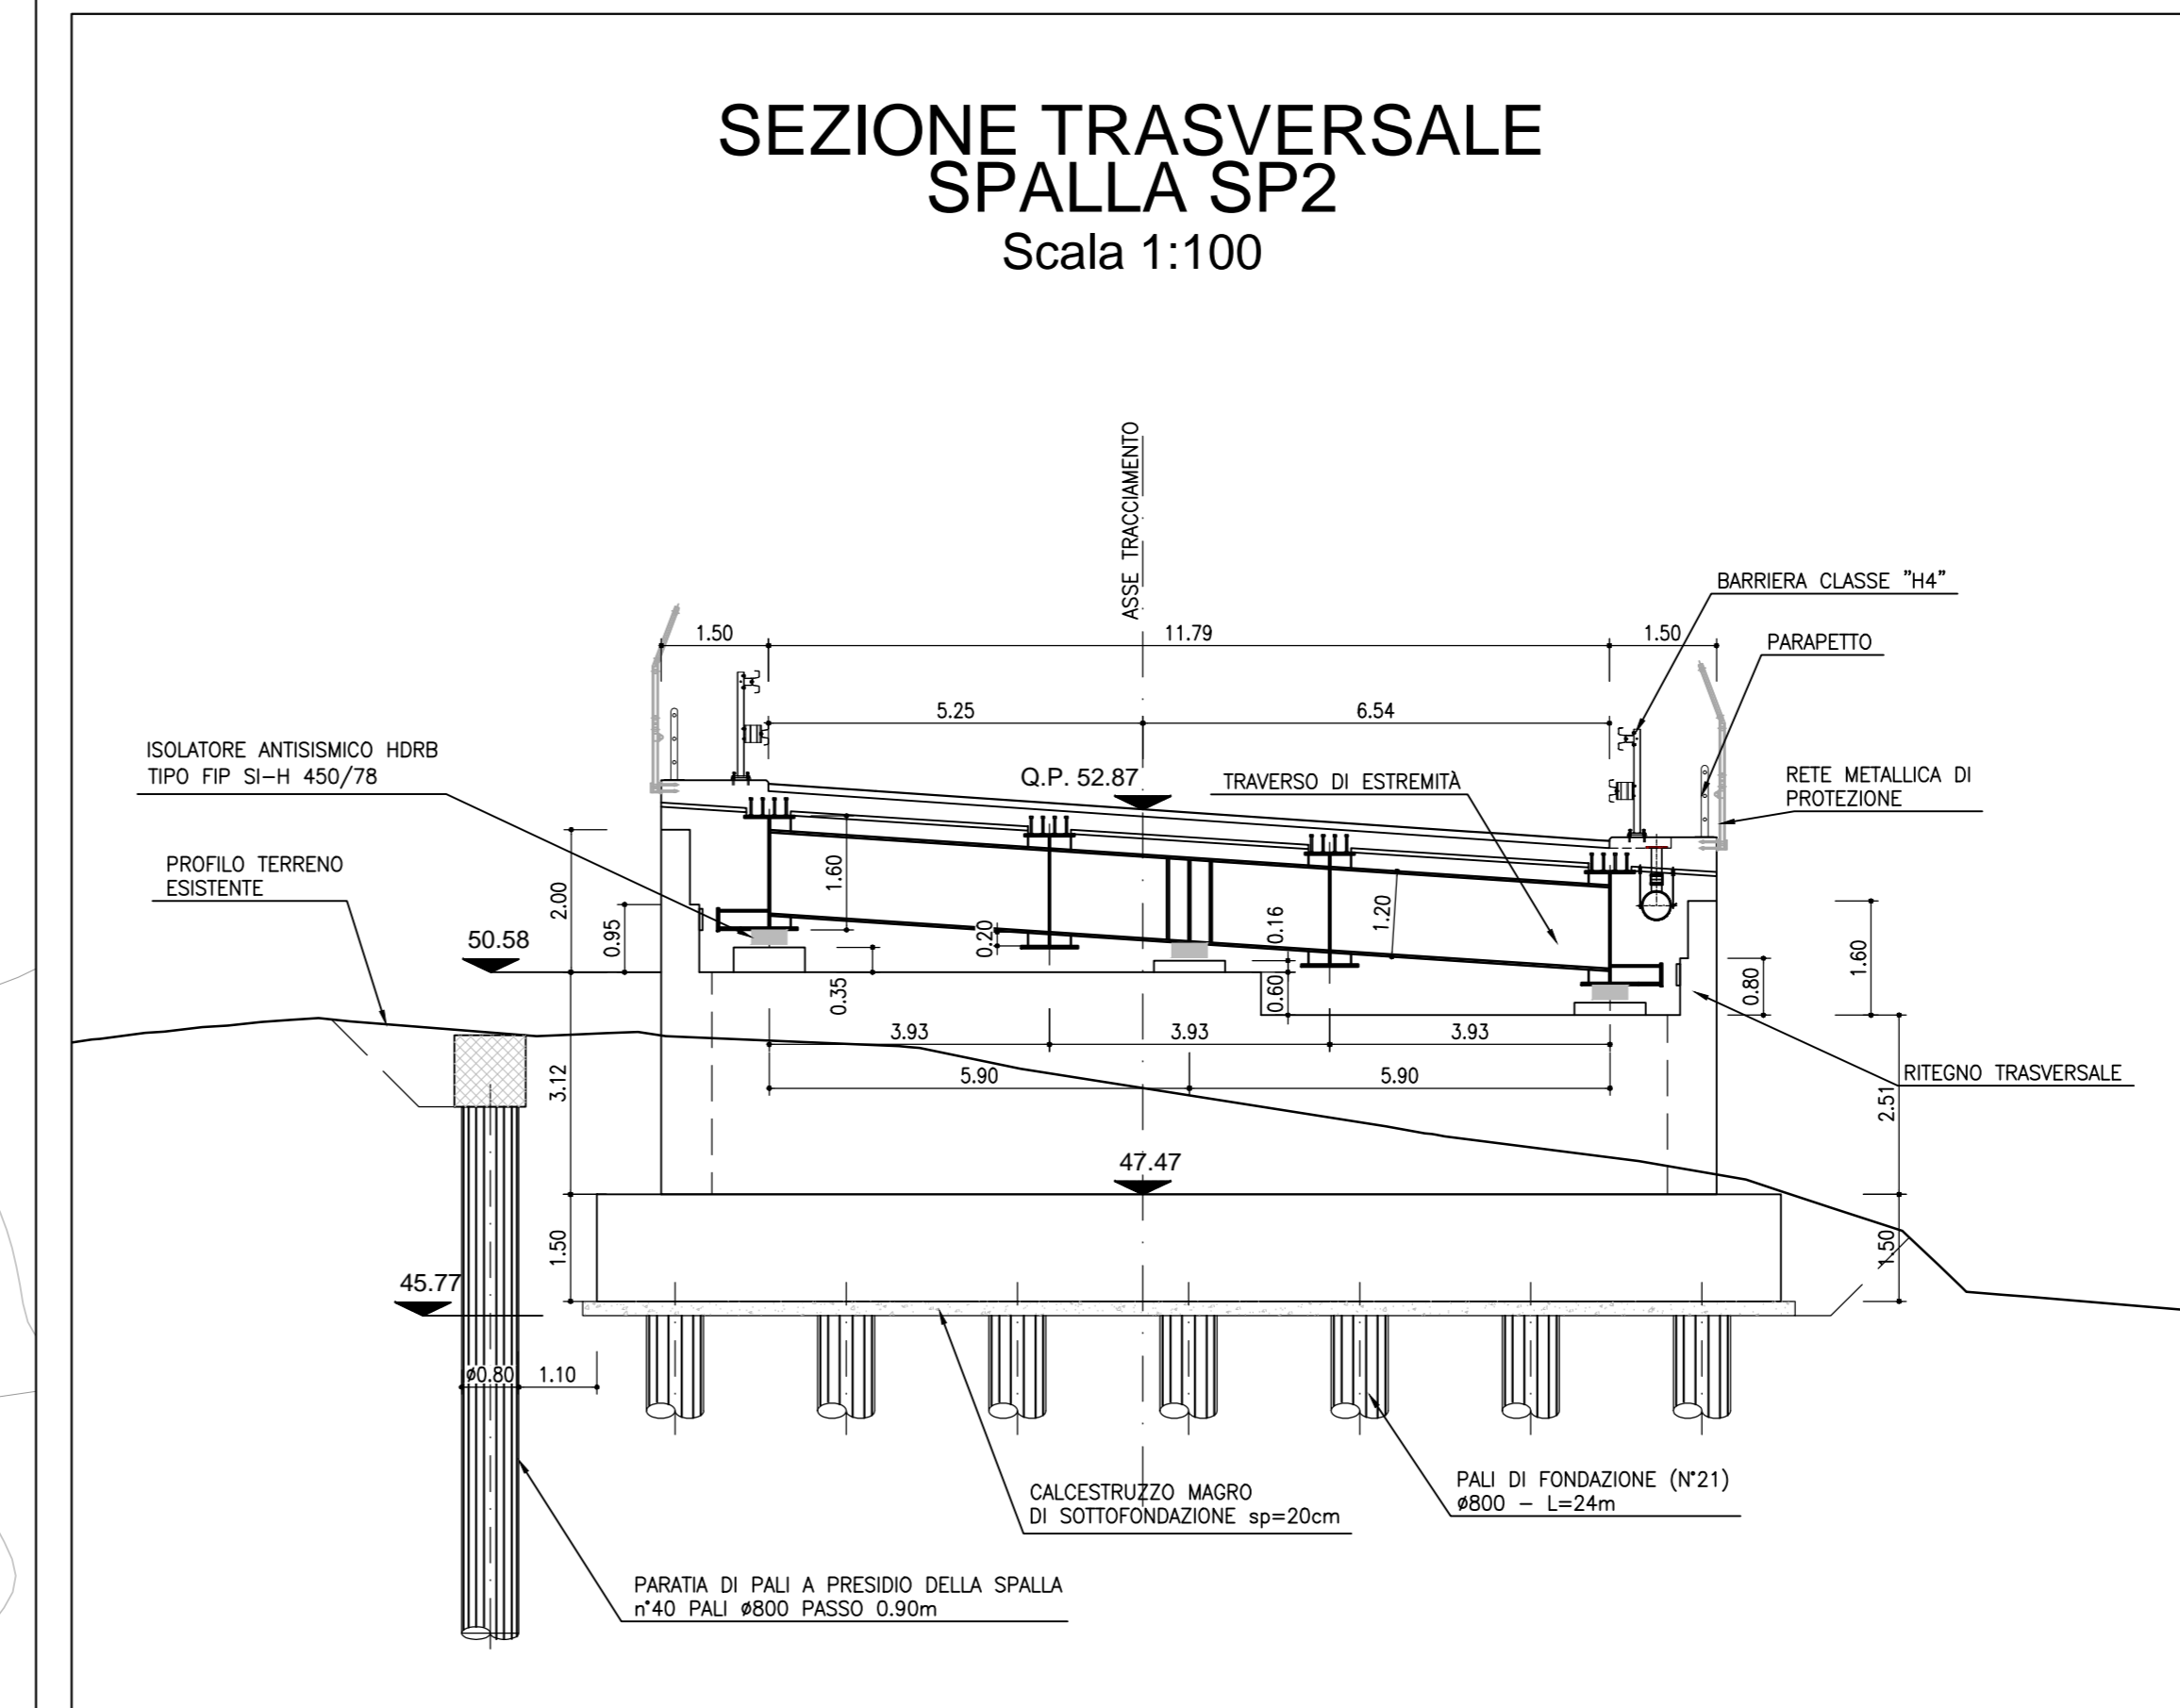 SEZIONE TRASVERSALE
SPALLA SP2
Scala 1:100
ASSE TRACCIAMENTO
BARRIERA CLASSE "H4"
1.50
11.79
1.50
PARAPETTO
5.25
6.54
ISOLATORE ANTISISMICO HDRB
TIPO FIP SI-H 450/78
Q.P. 52.87
TRAVERSO DI ESTREMITÀ
RETE METALLICA DI
PROTEZIONE
PROFILO TERRENO
ESISTENTE
2.00
0.95
1.60
0.20
0.16
1.20
1.60
50.58
0.35
0.60
0.80
3.93
3.93
3.93
5.90
5.90
RITEGNO TRASVERSALE
3.12
2.51
47.47
1.50
1.50
45.77
ø0.80
1.10
CALCESTRUZZO MAGRO
DI SOTTOFONDAZIONE sp=20cm
PALI DI FONDAZIONE (N°21)
ø800 - L=24m
PARATIA DI PALI A PRESIDIO DELLA SPALLA
n°40 PALI ø800 PASSO 0.90m